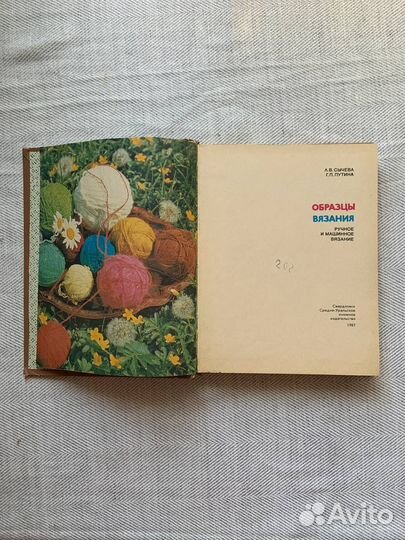 Л.В. СЫЧЕВА
Г.П. ПУТИНА
ОБРАЗЦЫ
ВЯЗАНИЯ
РУЧНОЕ
И МАШИННОЕ
ВЯЗАНИЕ
202
Свердловск
Средне-Уральское
книжное
издательство
1987
Avito